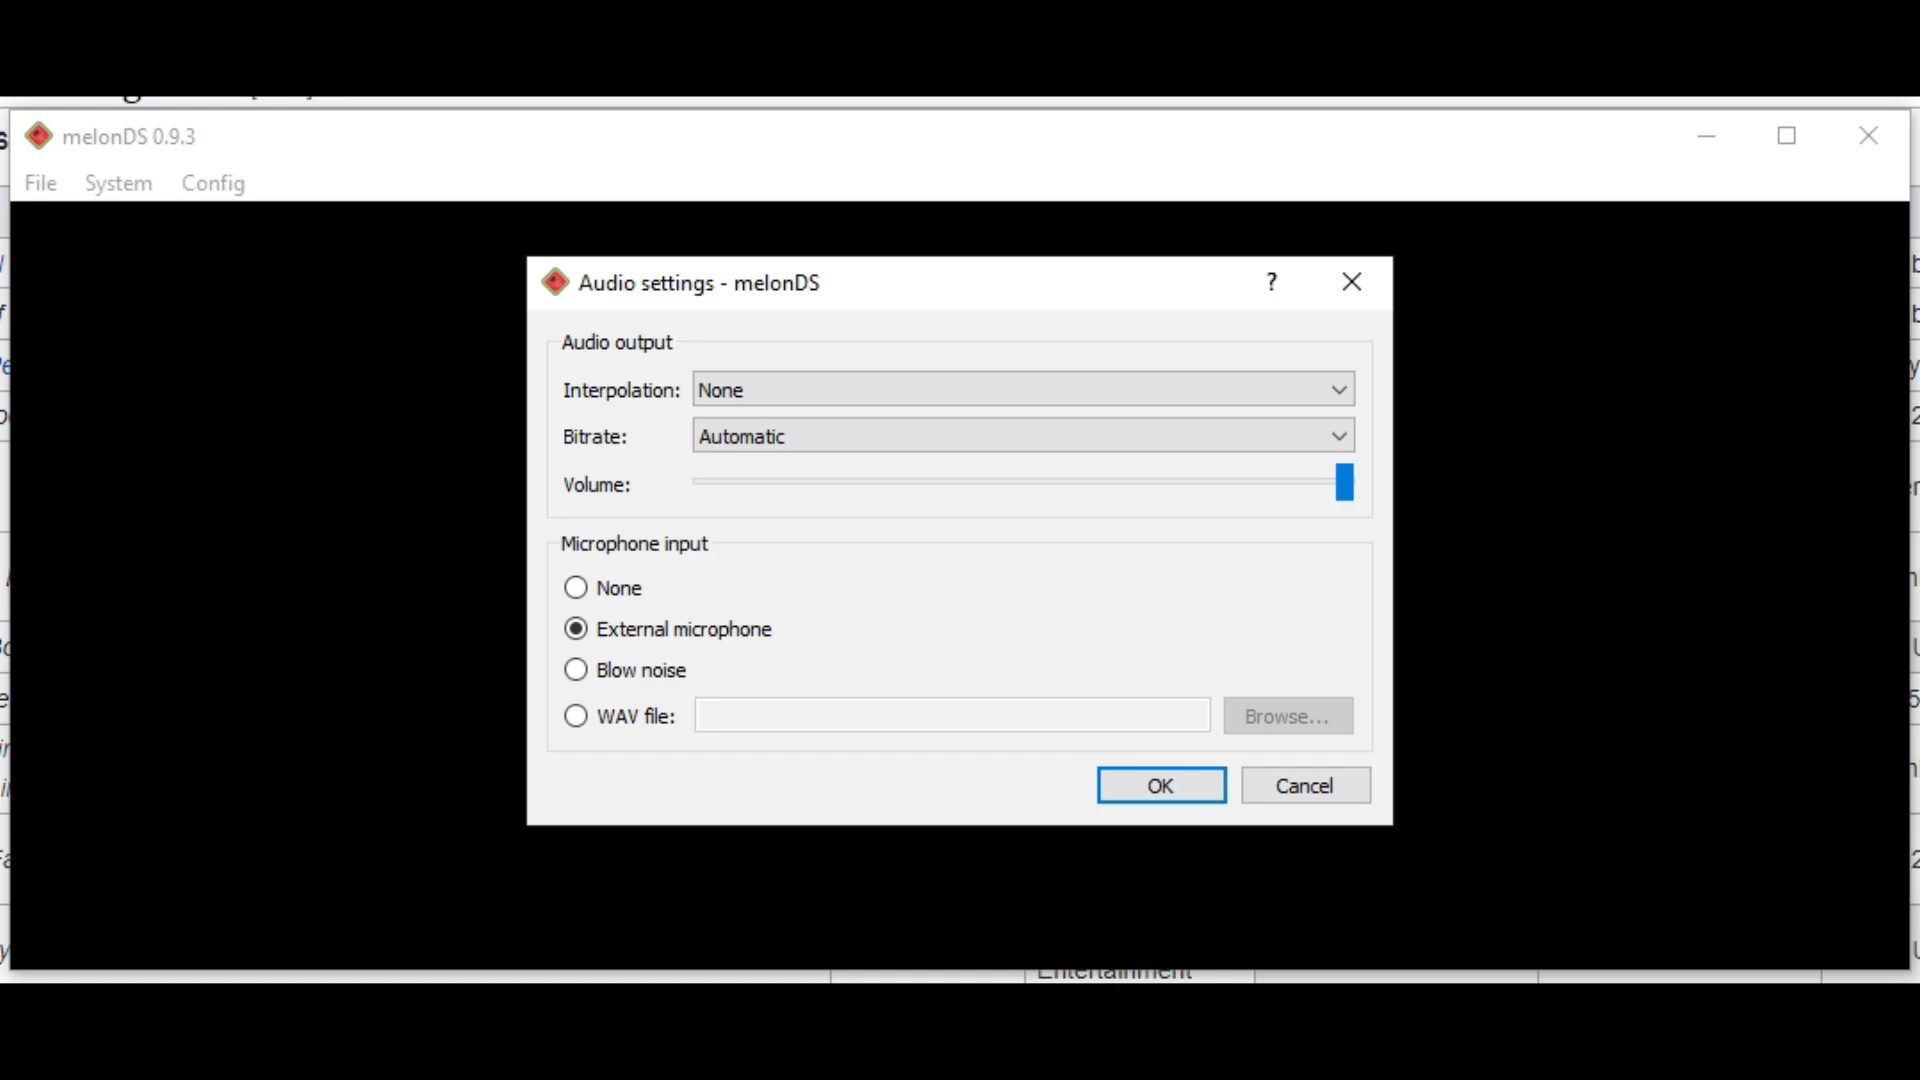 melonDS 0.9.3
File System Config
Audio settings - melonDS
?
Audio output
Interpolation: None
Bitrate: Automatic
Volume:
Microphone input
None
External microphone
Blow noise
WAV file: Browse...
OK Cancel
Entertainment